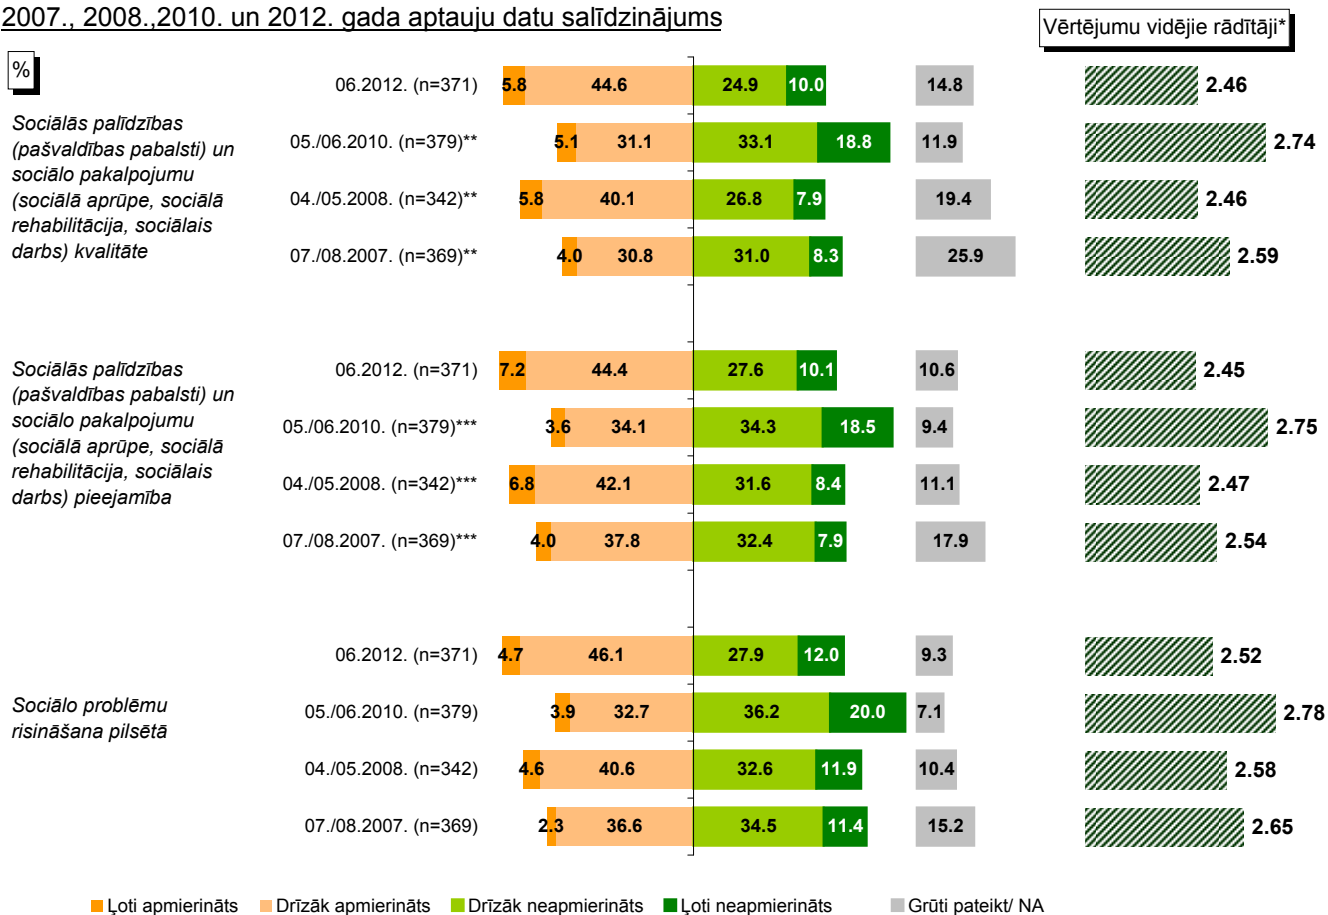 2007., 2008.,2010. un 2012. gada aptauju datu salīdzinājums
Vērtējumu vidējie rādītāji*
%
Sociālās palīdzības
(pašvaldības pabalsti) un
sociālo pakalpojumu
(sociālā aprūpe, sociālā
rehabilitācija, sociālais
darbs) kvalitāte
06.2012. (n=371) 5.8 44.6 24.9 10.0 14.8 2.46
05./06.2010. (n=379)** 5.1 31.1 33.1 18.8 11.9 2.74
04./05.2008. (n=342)** 5.8 40.1 26.8 7.9 19.4 2.46
07./08.2007. (n=369)** 4.0 30.8 31.0 8.3 25.9 2.59
Sociālās palīdzības
(pašvaldības pabalsti) un
sociālo pakalpojumu
(sociālā aprūpe, sociālā
rehabilitācija, sociālais
darbs) pieejamība
06.2012. (n=371) 7.2 44.4 27.6 10.1 10.6 2.45
05./06.2010. (n=379)*** 3.6 34.1 34.3 18.5 9.4 2.75
04./05.2008. (n=342)*** 6.8 42.1 31.6 8.4 11.1 2.47
07./08.2007. (n=369)*** 4.0 37.8 32.4 7.9 17.9 2.54
Sociālo problēmu
risināšana pilsētā
06.2012. (n=371) 4.7 46.1 27.9 12.0 9.3 2.52
05./06.2010. (n=379) 3.9 32.7 36.2 20.0 7.1 2.78
04./05.2008. (n=342) 4.6 40.6 32.6 11.9 10.4 2.58
07./08.2007. (n=369) 2.3 36.6 34.5 11.4 15.2 2.65
Ļoti apmierināts Drīzāk apmierināts Drīzāk neapmierināts Ļoti neapmierināts Grūti pateikt/ NA